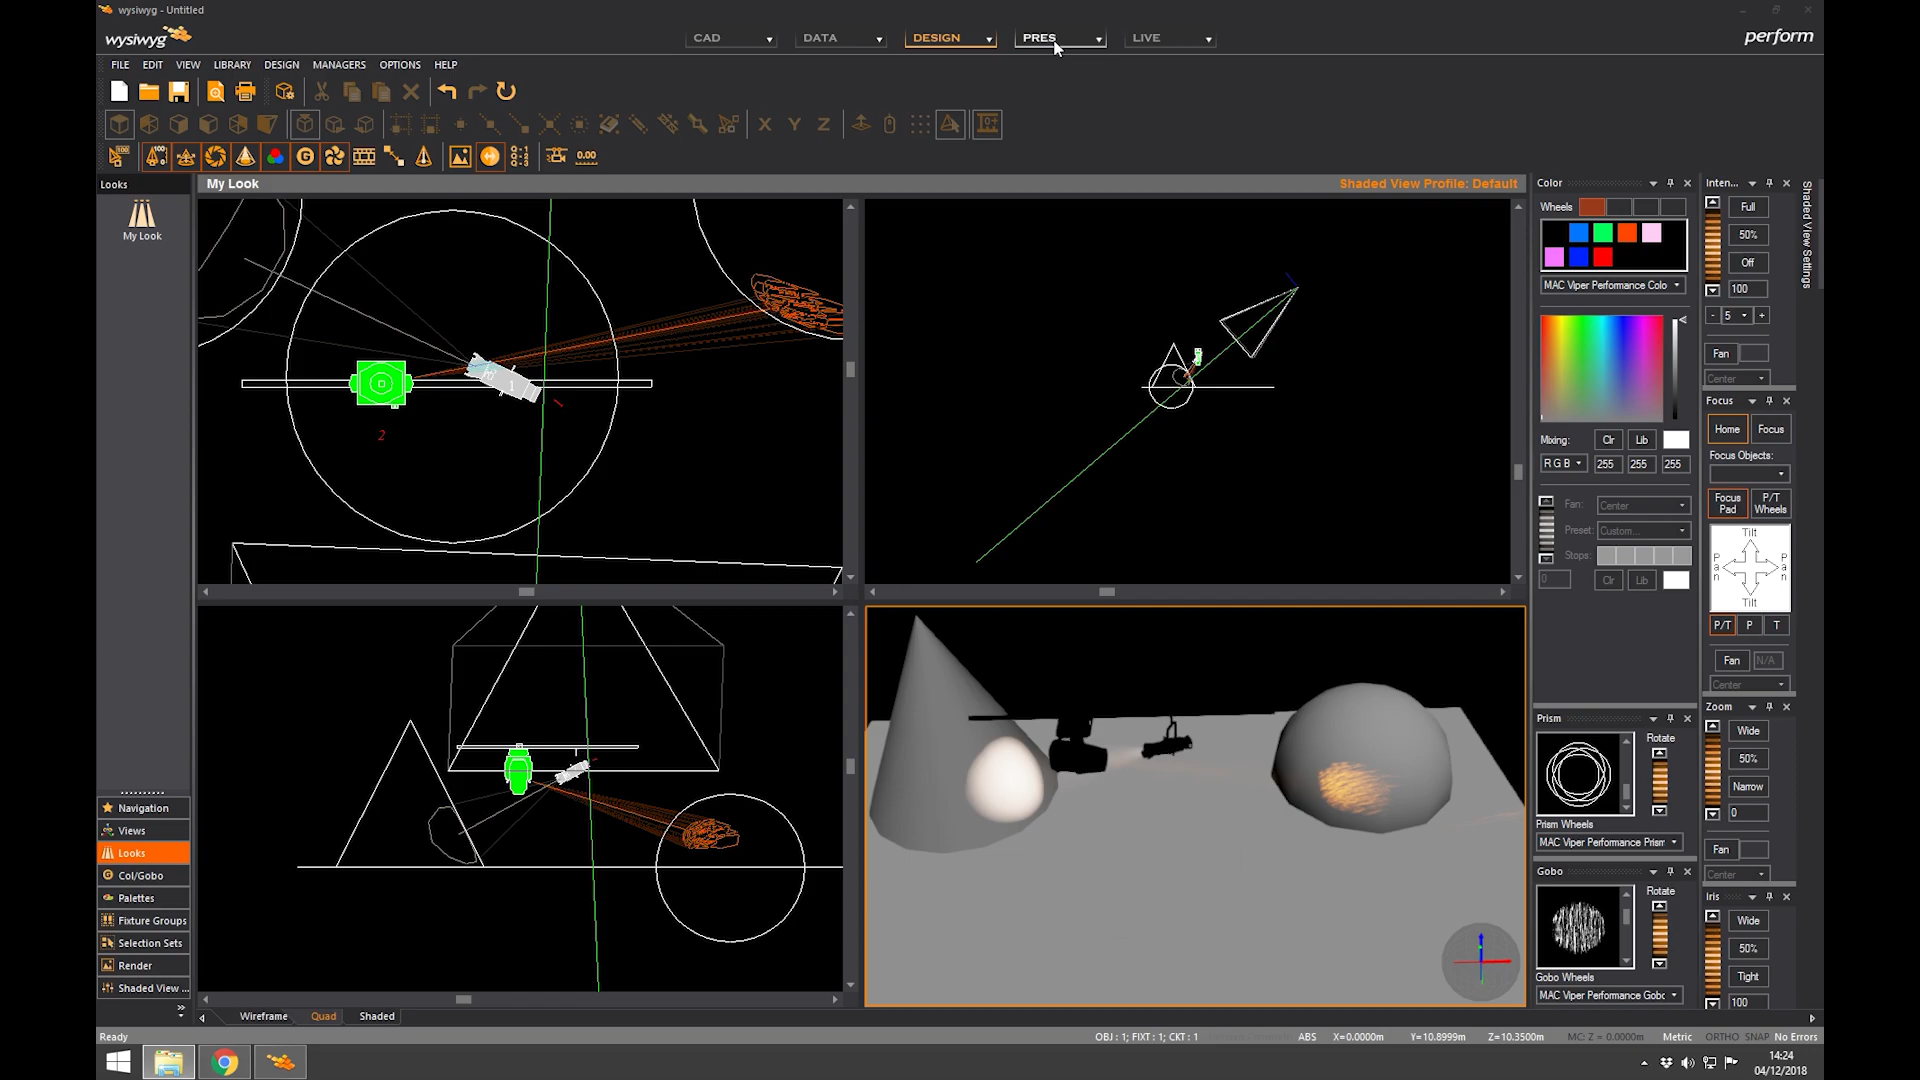 wysiwyg - Untitled
wysiwyg
CAD DATA DESIGN PRES LIVE
perform
FILE EDIT VIEW LIBRARY DESIGN MANAGERS OPTIONS HELP
X Y Z
0.00
Looks
My Look
Shaded View Profile: Default
My Look
1
2
Navigation
Views
Looks
Col/Gobo
Palettes
Fixture Groups
Selection Sets
Render
Shaded View ...
Wireframe Quad Shaded
Color
Wheels
MAC Viper Performance Colo
Mixing: Clr Lib
R G B 255 255 255
Fan: Center
Preset: Custom...
Stops:
0 Clr Lib
Prism
Rotate
Prism Wheels
MAC Viper Performance Prism
Gobo
Rotate
Gobo Wheels
MAC Viper Performance Gobc
Inten...
Full
50%
Off
100
- 5 +
Fan
Center
Focus
Home Focus
Focus Objects:
Focus Pad
P/T Wheels
Tilt
Pan Pan
Tilt
P/T P T
Fan N/A
Center
Zoom
Wide
50%
Narrow
0
Fan
Center
Iris
Wide
50%
Tight
100
Shaded View Settings
Ready
OBJ : 1; FIXT : 1; CKT : 1 ABS X=0.0000m Y=10.8999m Z=10.3500m MC: Z = 0.0000m Metric ORTHO SNAP No Errors
14:24
04/12/2018